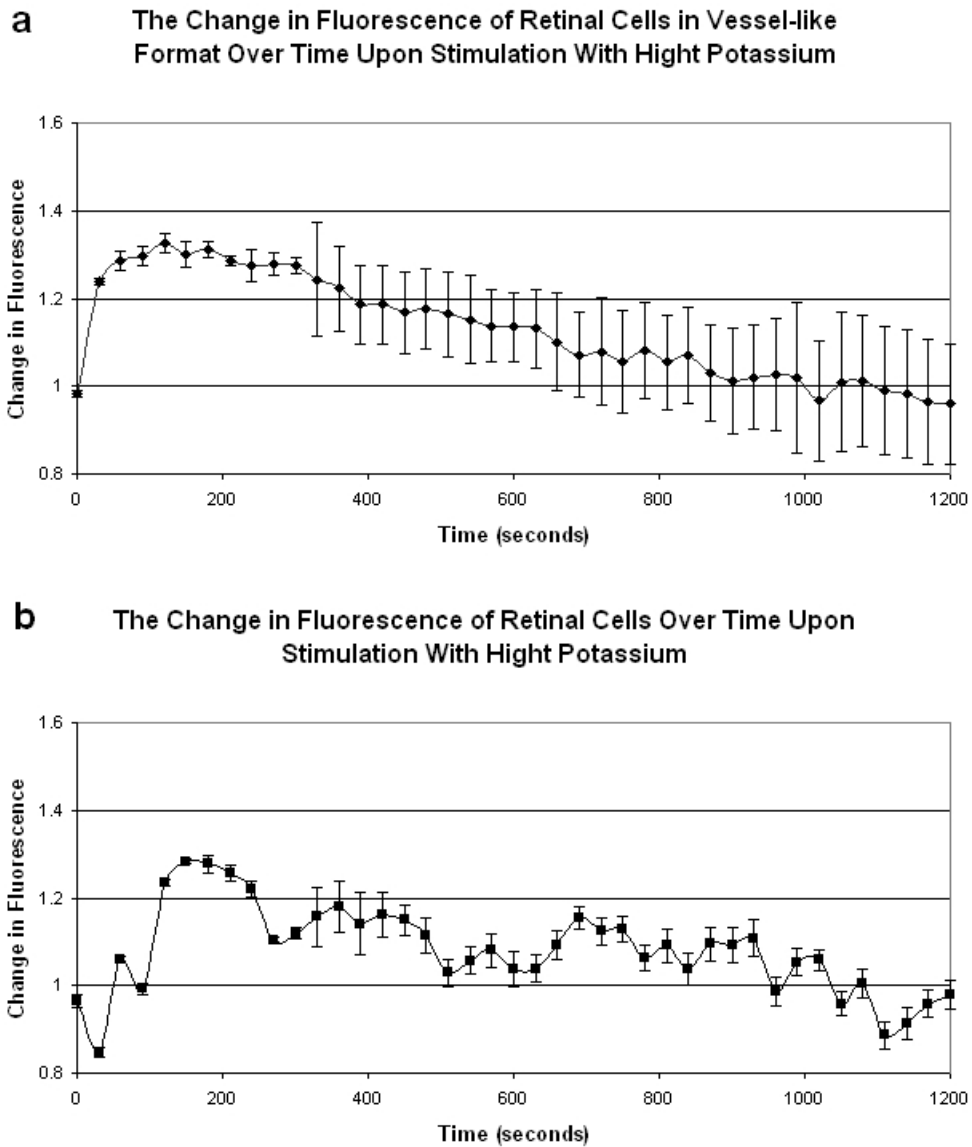 a
The Change in Fluorescence of Retinal Cells in Vessel-like
Format Over Time Upon Stimulation With Hight Potassium
Change in Fluorescence
1.6
1.4
1.2
1
0.8
0
200
400
600
800
1000
1200
Time (seconds)
b
The Change in Fluorescence of Retinal Cells Over Time Upon
Stimulation With Hight Potassium
Change in Fluorescence
1.6
1.4
1.2
1
0.8
0
200
400
600
800
1000
1200
Time (seconds)